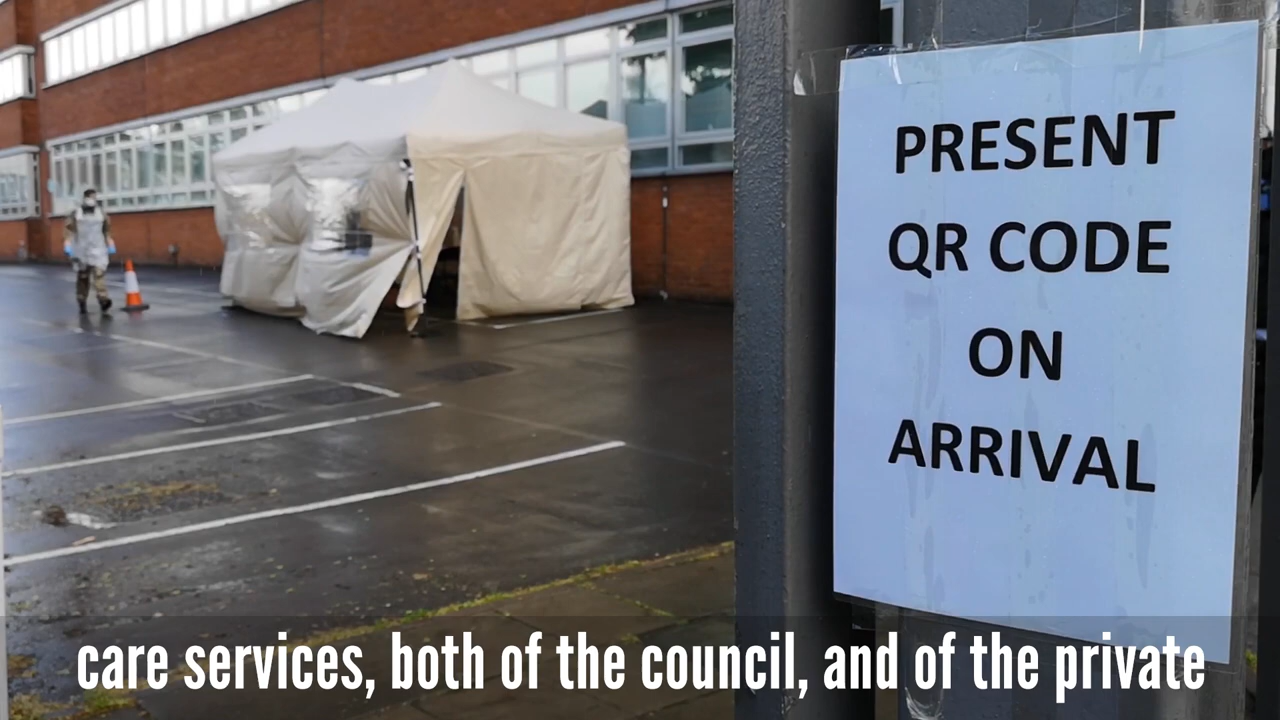 PRESENT
QR CODE
ON
ARRIVAL
care services, both of the council, and of the private